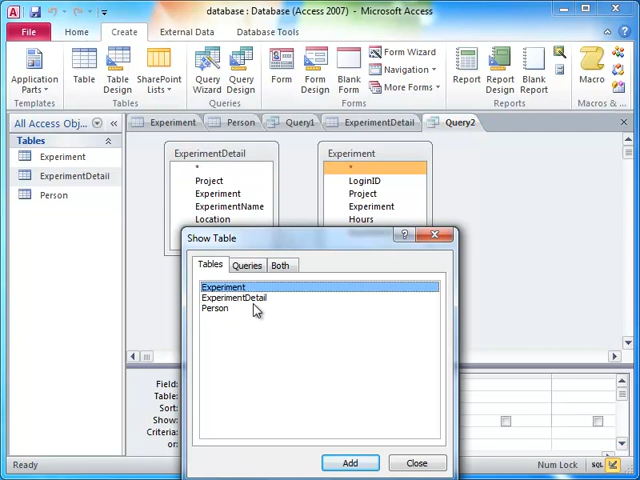 database : Database (Access 2007) - Microsoft Access
File
Home
Create
External Data
Database Tools
Application Parts
Table
Table Design
SharePoint Lists
Query Wizard
Query Design
Form
Form Design
Blank Form
Form Wizard
Navigation
More Forms
Report
Report Design
Blank Report
Macro
Templates
Tables
Queries
Forms
Reports
Macros & ...
All Access Obj...
Experiment
Person
Query1
ExperimentDetail
Query2
Tables
Experiment
ExperimentDetail
Person
ExperimentDetail
*
Project
Experiment
ExperimentName
Location
Experiment
*
LoginID
Project
Experiment
Hours
Show Table
Tables
Queries
Both
Experiment
ExperimentDetail
Person
Add
Close
Field:
Table:
Sort:
Show:
Criteria:
or:
Ready
Num Lock
SQL